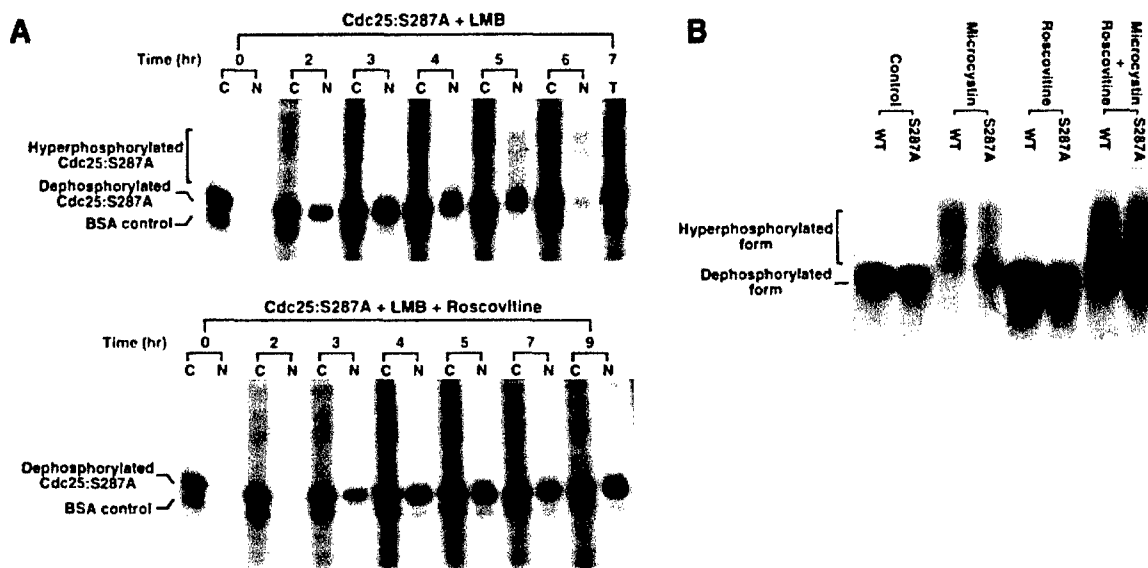 A
Cdc25:S287A + LMB
Time (hr) 0 2 3 4 5 6 7
C N C N C N C N C N C N T
Hyperphosphorylated
Cdc25:S287A
Dephosphorylated
Cdc25:S287A
BSA control
Cdc25:S287A + LMB + Roscovitine
Time (hr) 0 2 3 4 5 7 9
C N C N C N C N C N C N C N
Dephosphorylated
Cdc25:S287A
BSA control
B
Control
Microcystin
Roscovitine
Microcystin
+
Roscovitine
WT S287A WT S287A WT S287A WT S287A
Hyperphosphorylated
form
Dephosphorylated
form